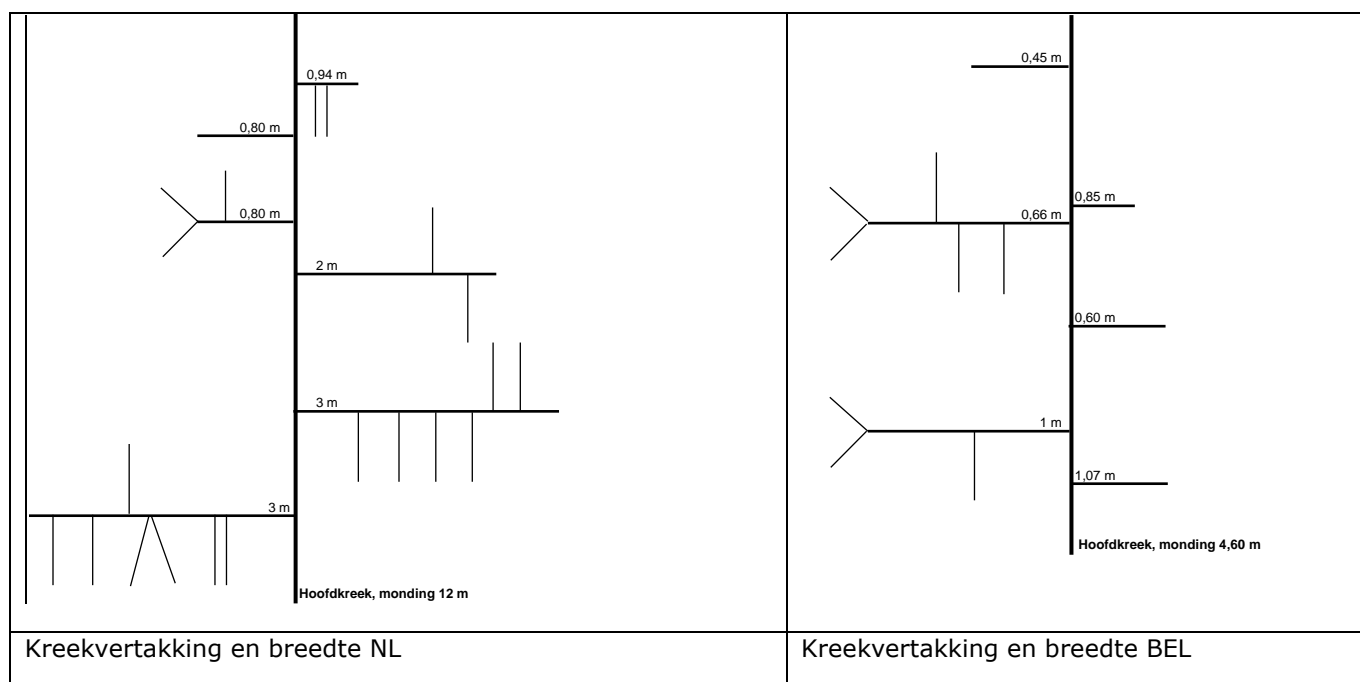 0,94 m
0,80 m
0,80 m
2 m
3 m
3 m
Hoofdkreek, monding 12 m
Kreekvertakking en breedte NL
0,45 m
0,85 m
0,66 m
0,60 m
1 m
1,07 m
Hoofdkreek, monding 4,60 m
Kreekvertakking en breedte BEL